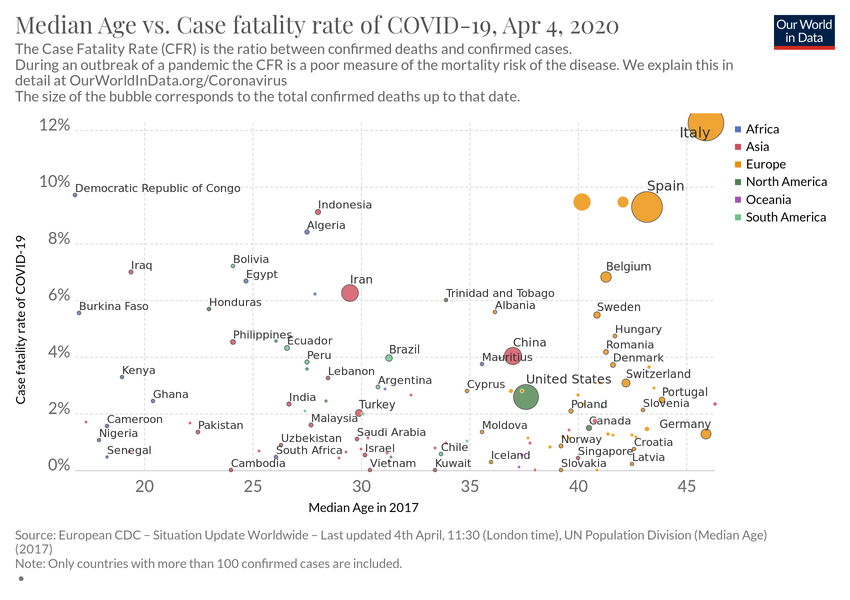 Median Age vs. Case fatality rate of COVID-19, Apr 4, 2020
Our World
in Data
The Case Fatality Rate (CFR) is the ratio between confirmed deaths and confirmed cases.
During an outbreak of a pandemic the CFR is a poor measure of the mortality risk of the disease. We explain this in
detail at OurWorldInData.org/Coronavirus
The size of the bubble corresponds to the total confirmed deaths up to that date.
12%
Italy
Africa
Asia
Europe
North America
Oceania
South America
10%
Democratic Republic of Congo
Spain
Indonesia
Algeria
8%
Bolivia
Iraq
Egypt
Belgium
Iran
6%
Trinidad and Tobago
Burkina Faso
Honduras
Albania
Sweden
Hungary
Philippines
Ecuador
China
Romania
4%
Peru
Brazil
Mauritius
Denmark
Kenya
Lebanon
Argentina
Cyprus
United States
Switzerland
Ghana
India
Turkey
Poland
Slovenia
Portugal
2%
Cameroon
Malaysia
Canada
Nigeria
Pakistan
Saudi Arabia
Moldova
Germany
Uzbekistan
Norway
Croatia
Senegal
South Africa
Israel
Chile
Iceland
Singapore
Latvia
0%
Cambodia
Vietnam
Kuwait
Slovakia
20
25
30
35
40
45
Case fatality rate of COVID-19
Median Age in 2017
Source: European CDC – Situation Update Worldwide – Last updated 4th April, 11:30 (London time), UN Population Division (Median Age)
(2017)
Note: Only countries with more than 100 confirmed cases are included.